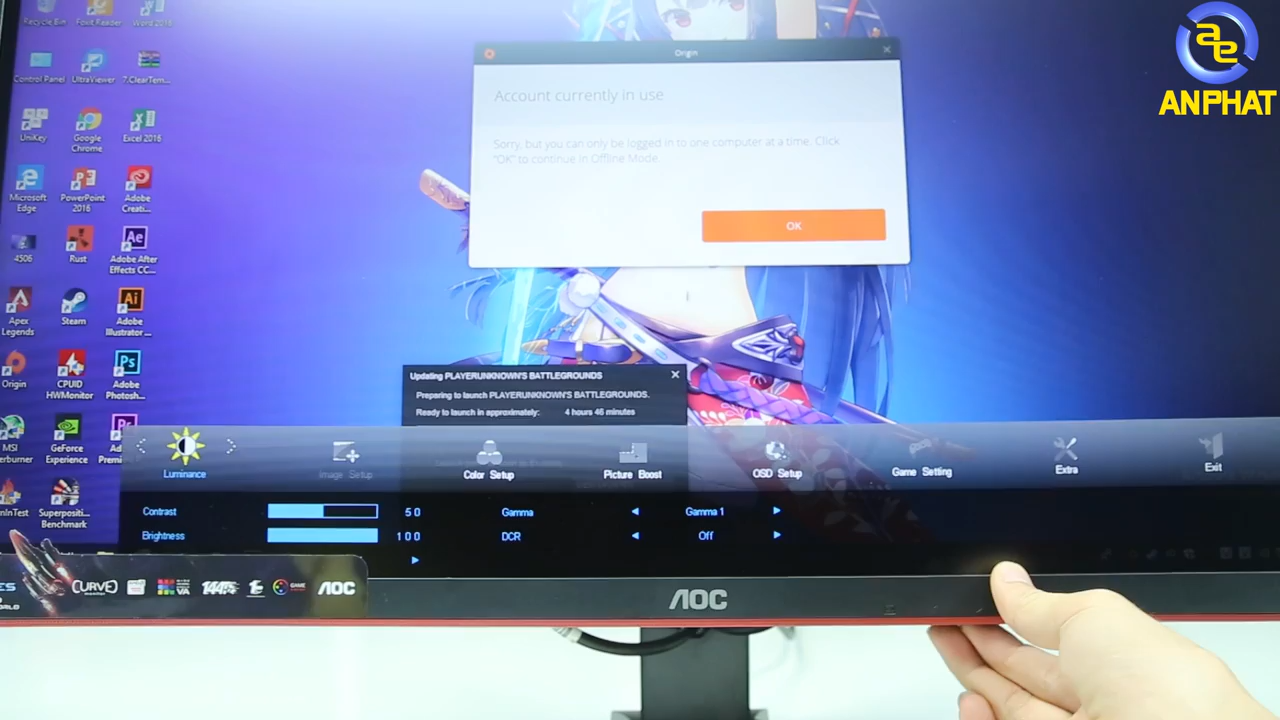 Recycle Bin
Foxit Reader
Word 2016
ANPHAT
Origin
Account currently in use
Sorry, but you can only be logged in to one computer at a time. Click
"OK" to continue in Offline Mode.
OK
Control Panel
UltraViewer
7.ClearTem...
UniKey
Google
Chrome
Excel 2016
Microsoft
Edge
PowerPoint
2016
Adobe
Creati...
4506
Rust
Adobe After
Effects CC...
Apex
Legends
Steam
Adobe
Illustrator ...
Origin
CPUID
HWMonitor
Adobe
Photosh...
MSI
GeForce
Experience
Superpositi...
Benchmark
Updating PLAYERUNKNOWN'S BATTLEGROUNDS
Preparing to launch PLAYERUNKNOWN'S BATTLEGROUNDS.
Ready to launch in approximately: 4 hours 46 minutes
Luminance
Image Setup
Color Setup
Picture Boost
OSD Setup
Game Setting
Extra
Exit
Contrast 50 Gamma Gamma 1
Brightness 100 DCR Off
CURVED
144Hz
AOC
AOC